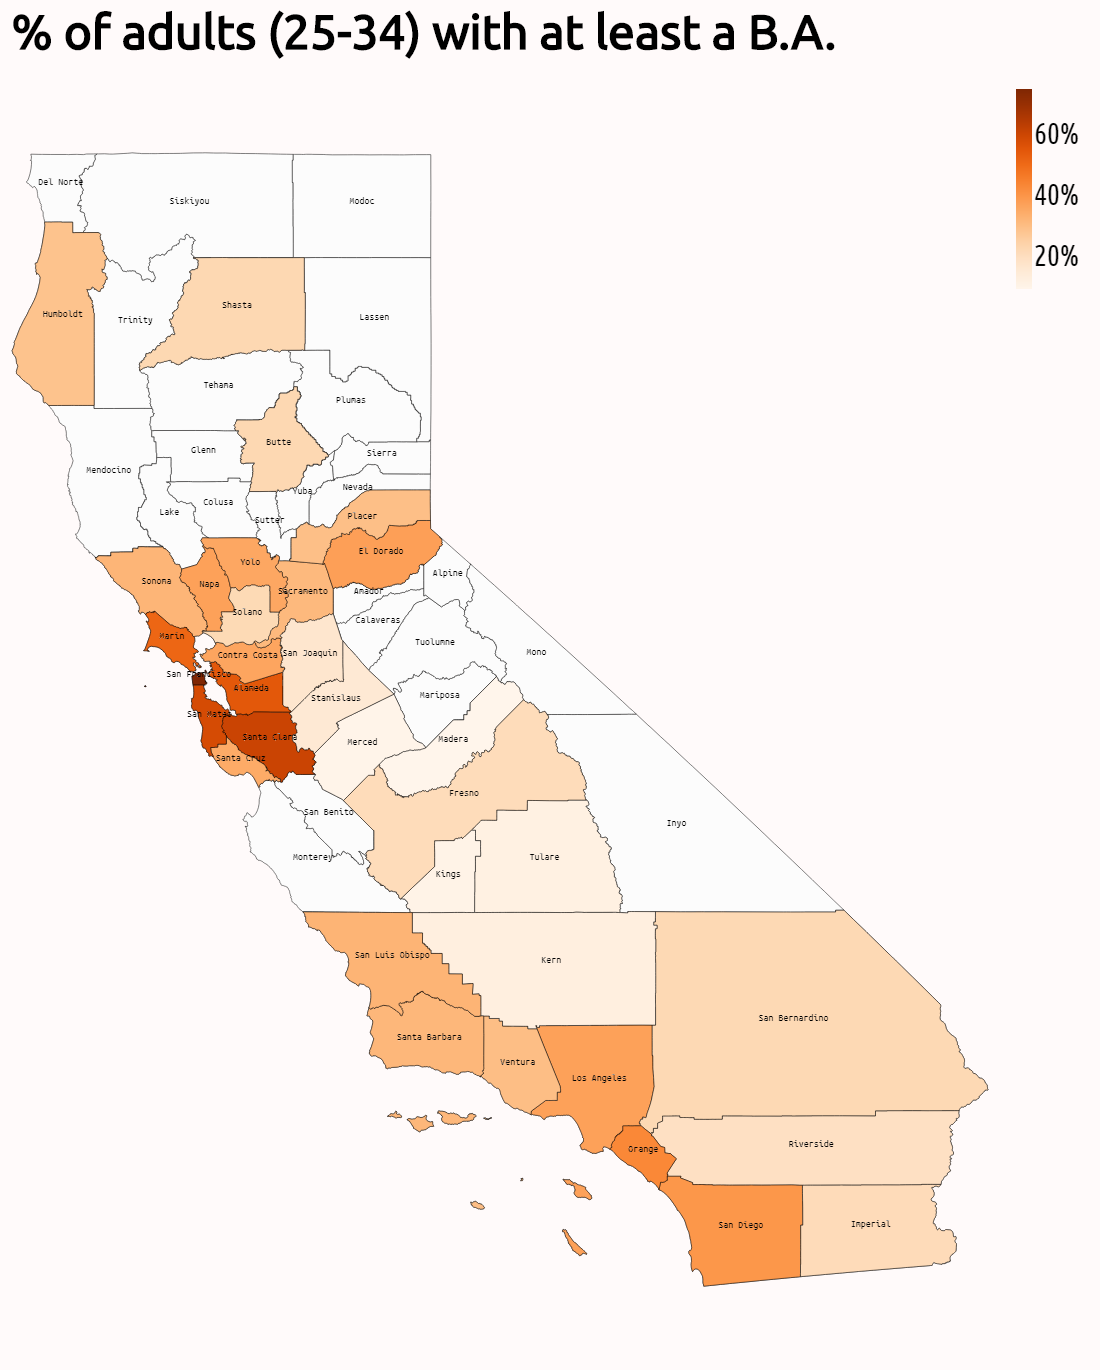 % of adults (25-34) with at least a B.A.
60%
40%
20%
Del Norte
Siskiyou
Modoc
Humboldt
Trinity
Shasta
Lassen
Tehama
Plumas
Butte
Glenn
Sierra
Mendocino
Nevada
Yuba
Colusa
Lake
Sutter
Placer
El Dorado
Yolo
Alpine
Sonoma
Napa
Sacramento
Amador
Solano
Calaveras
Marin
Tuolumne
Contra Costa
San Joaquin
Mono
San Francisco
Alameda
Mariposa
Stanislaus
San Mateo
Santa Clara
Merced
Madera
Santa Cruz
Fresno
San Benito
Inyo
Monterey
Tulare
Kings
San Luis Obispo
Kern
San Bernardino
Santa Barbara
Ventura
Los Angeles
Orange
Riverside
San Diego
Imperial